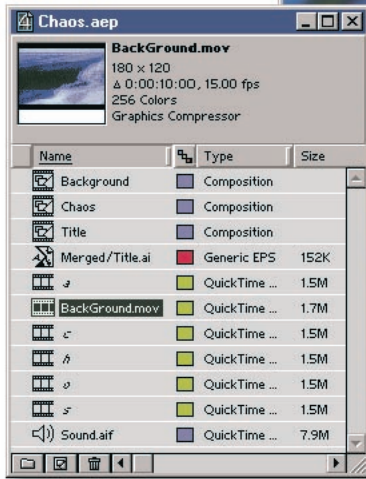 Chaos.aep
BackGround.mov
180 x 120
Δ 0:00:10:00, 15.00 fps
256 Colors
Graphics Compressor
Name Type Size
Background Composition
Chaos Composition
Title Composition
Merged/Title.ai Generic EPS 152K
a QuickTime ... 1.5M
BackGround.mov QuickTime ... 1.7M
c QuickTime ... 1.5M
h QuickTime ... 1.5M
o QuickTime ... 1.5M
s QuickTime ... 1.5M
Sound.aif QuickTime ... 7.9M